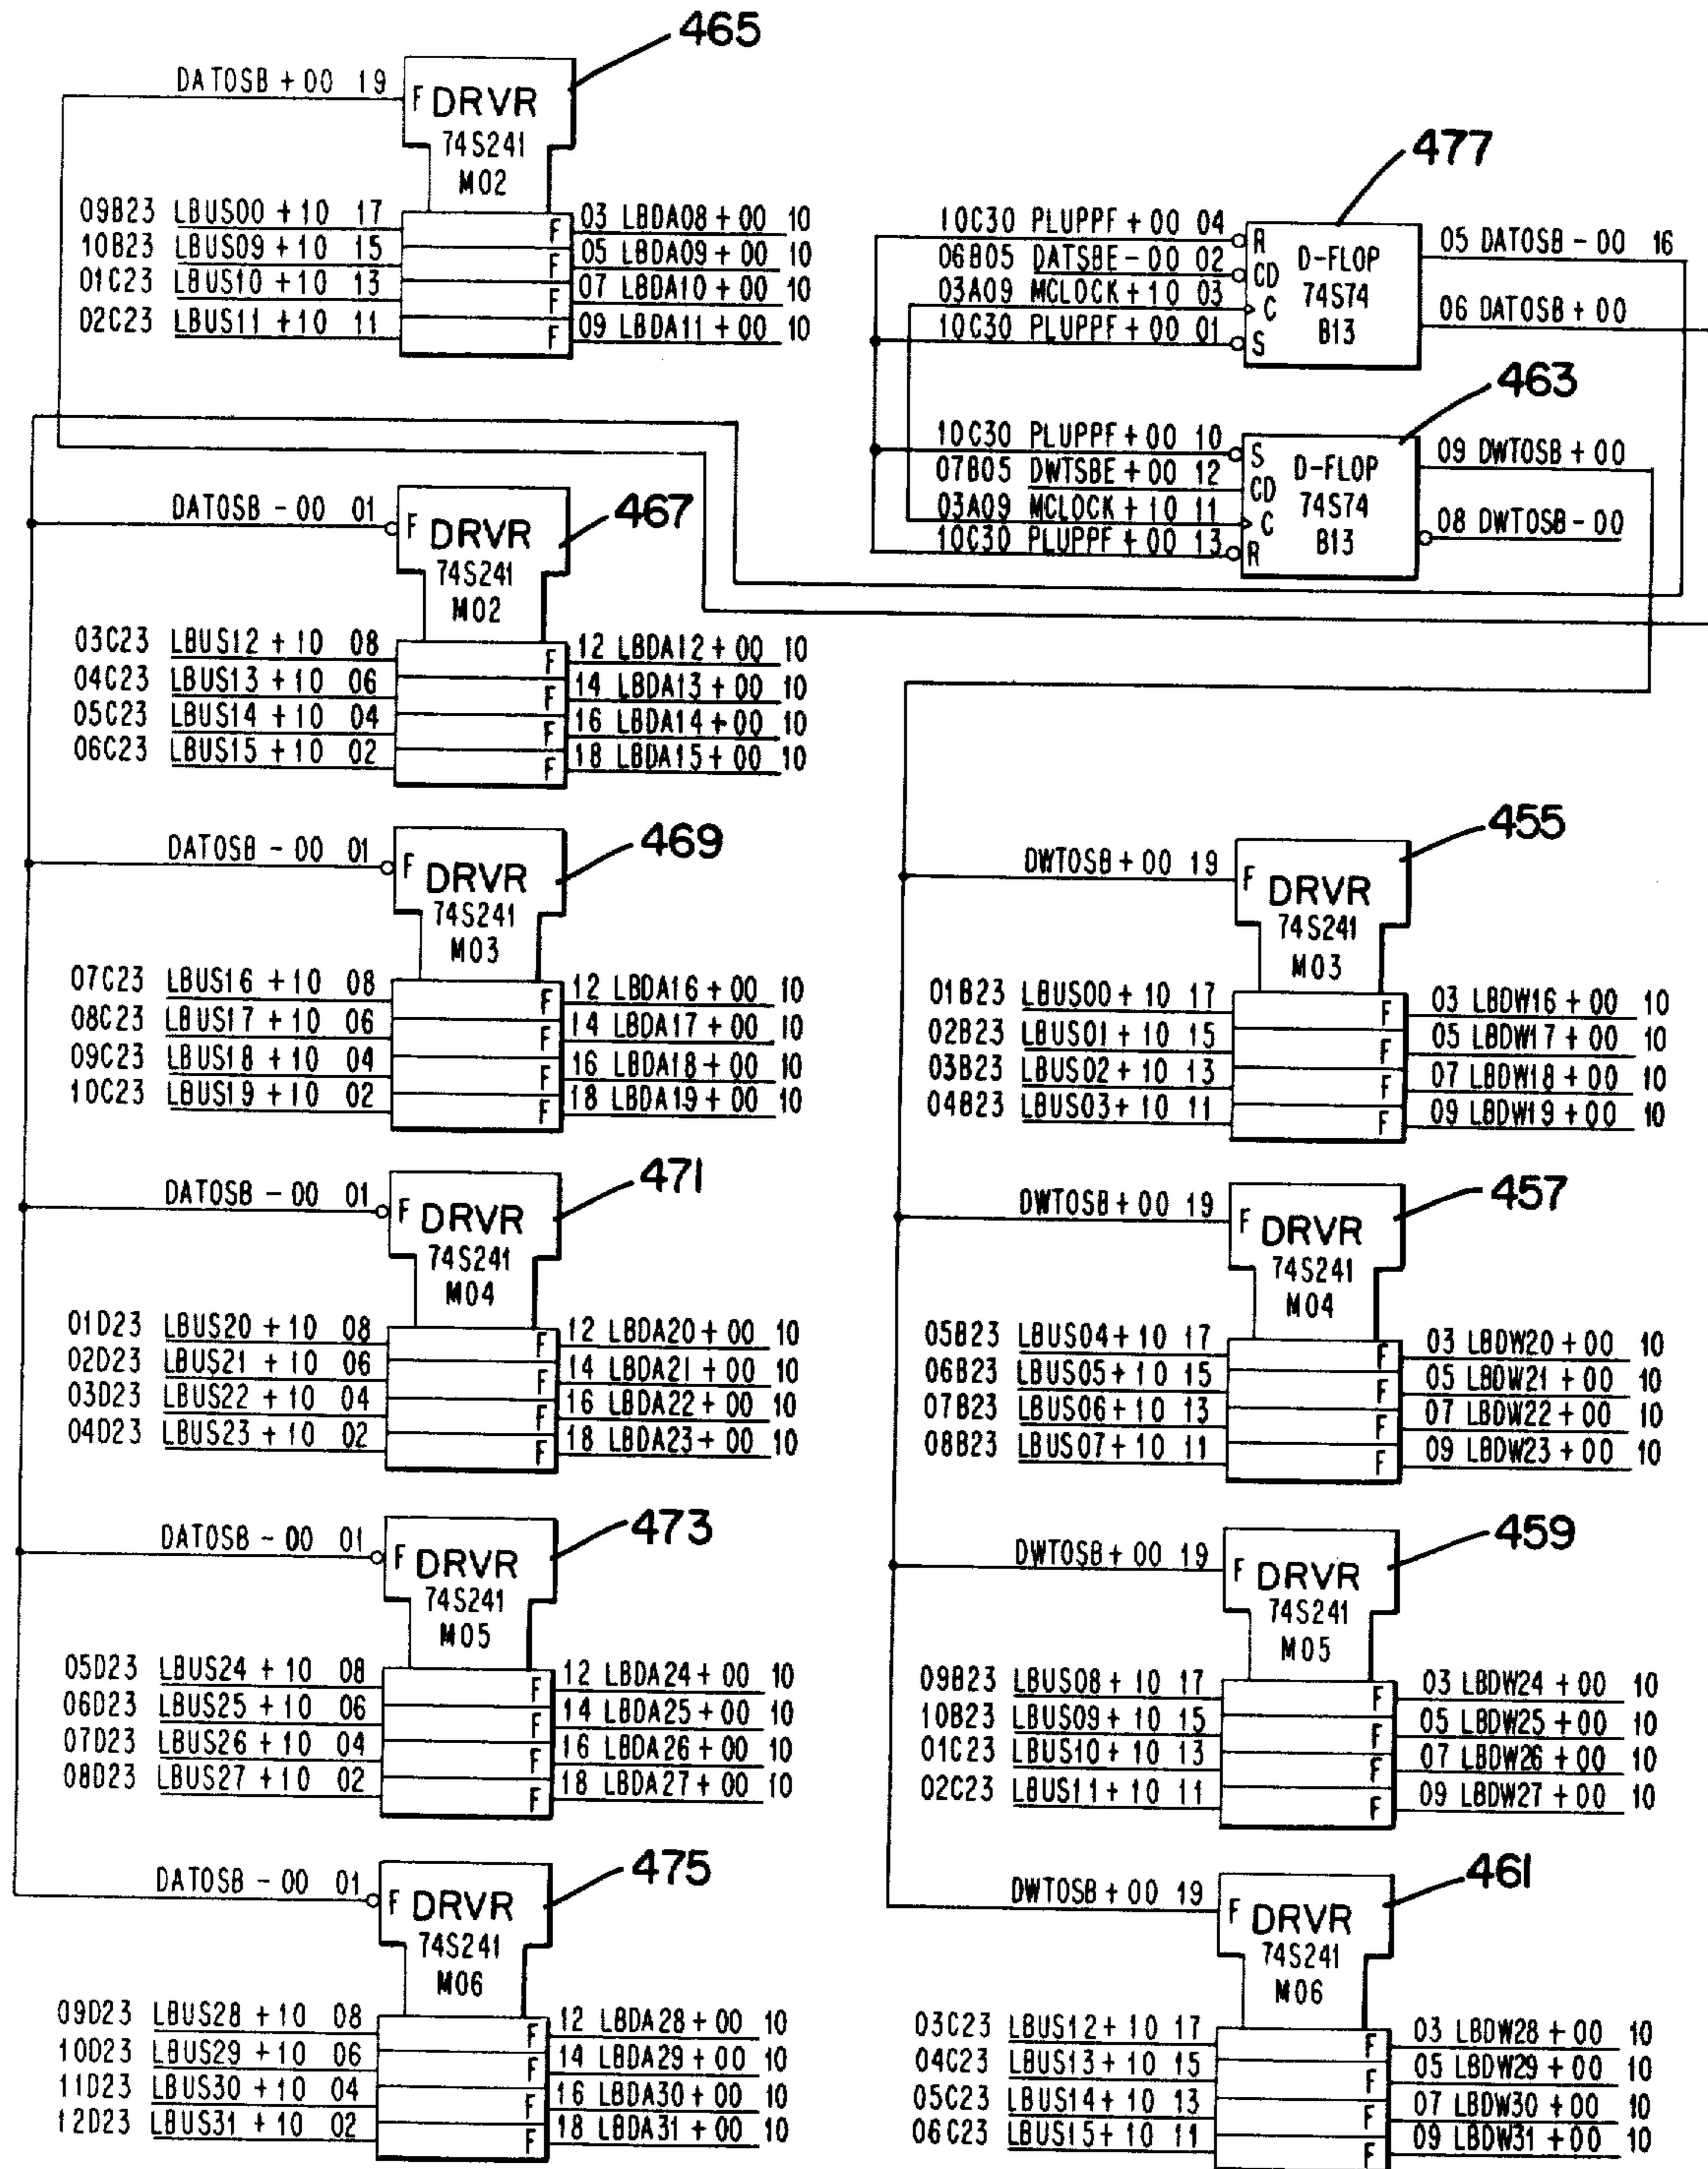 465
DATOSB + 00 19
F DRVR
74S241
M02
09B23 LBUS00 + 10 17 F 03 LBDA08 + 00 10
10B23 LBUS09 + 10 15 F 05 LBDA09 + 00 10
01C23 LBUS10 + 10 13 F 07 LBDA10 + 00 10
02C23 LBUS11 + 10 11 F 09 LBDA11 + 00 10
477
10C30 PLUPPF + 00 04 R
06B05 DATSBE - 00 02 CD
03A09 MCLOCK + 10 03 C
10C30 PLUPPF + 00 01 S
D-FLOP
74S74
B13
05 DATOSB - 00 16
06 DATOSB + 00
463
10C30 PLUPPF + 00 10 S
07B05 DWTSBE + 00 12 CD
03A09 MCLOCK + 10 11 C
10C30 PLUPPF + 00 13 R
D-FLOP
74S74
B13
09 DWTOSB + 00
08 DWTOSB - 00
467
DATOSB - 00 01
F DRVR
74S241
M02
03C23 LBUS12 + 10 08 F 12 LBDA12 + 00 10
04C23 LBUS13 + 10 06 F 14 LBDA13 + 00 10
05C23 LBUS14 + 10 04 F 16 LBDA14 + 00 10
06C23 LBUS15 + 10 02 F 18 LBDA15 + 00 10
469
DATOSB - 00 01
F DRVR
74S241
M03
07C23 LBUS16 + 10 08 F 12 LBDA16 + 00 10
08C23 LBUS17 + 10 06 F 14 LBDA17 + 00 10
09C23 LBUS18 + 10 04 F 16 LBDA18 + 00 10
10C23 LBUS19 + 10 02 F 18 LBDA19 + 00 10
455
DWTOSB + 00 19
F DRVR
74S241
M03
01B23 LBUS00 + 10 17 F 03 LBDW16 + 00 10
02B23 LBUS01 + 10 15 F 05 LBDW17 + 00 10
03B23 LBUS02 + 10 13 F 07 LBDW18 + 00 10
04B23 LBUS03 + 10 11 F 09 LBDW19 + 00 10
471
DATOSB - 00 01
F DRVR
74S241
M04
01D23 LBUS20 + 10 08 F 12 LBDA20 + 00 10
02D23 LBUS21 + 10 06 F 14 LBDA21 + 00 10
03D23 LBUS22 + 10 04 F 16 LBDA22 + 00 10
04D23 LBUS23 + 10 02 F 18 LBDA23 + 00 10
457
DWTOSB + 00 19
F DRVR
74S241
M04
05B23 LBUS04 + 10 17 F 03 LBDW20 + 00 10
06B23 LBUS05 + 10 15 F 05 LBDW21 + 00 10
07B23 LBUS06 + 10 13 F 07 LBDW22 + 00 10
08B23 LBUS07 + 10 11 F 09 LBDW23 + 00 10
473
DATOSB - 00 01
F DRVR
74S241
M05
05D23 LBUS24 + 10 08 F 12 LBDA24 + 00 10
06D23 LBUS25 + 10 06 F 14 LBDA25 + 00 10
07D23 LBUS26 + 10 04 F 16 LBDA26 + 00 10
08D23 LBUS27 + 10 02 F 18 LBDA27 + 00 10
459
DWTOSB + 00 19
F DRVR
74S241
M05
09B23 LBUS08 + 10 17 F 03 LBDW24 + 00 10
10B23 LBUS09 + 10 15 F 05 LBDW25 + 00 10
01C23 LBUS10 + 10 13 F 07 LBDW26 + 00 10
02C23 LBUS11 + 10 11 F 09 LBDW27 + 00 10
475
DATOSB - 00 01
F DRVR
74S241
M06
09D23 LBUS28 + 10 08 F 12 LBDA28 + 00 10
10D23 LBUS29 + 10 06 F 14 LBDA29 + 00 10
11D23 LBUS30 + 10 04 F 16 LBDA30 + 00 10
12D23 LBUS31 + 10 02 F 18 LBDA31 + 00 10
461
DWTOSB + 00 19
F DRVR
74S241
M06
03C23 LBUS12 + 10 17 F 03 LBDW28 + 00 10
04C23 LBUS13 + 10 15 F 05 LBDW29 + 00 10
05C23 LBUS14 + 10 13 F 07 LBDW30 + 00 10
06C23 LBUS15 + 10 11 F 09 LBDW31 + 00 10